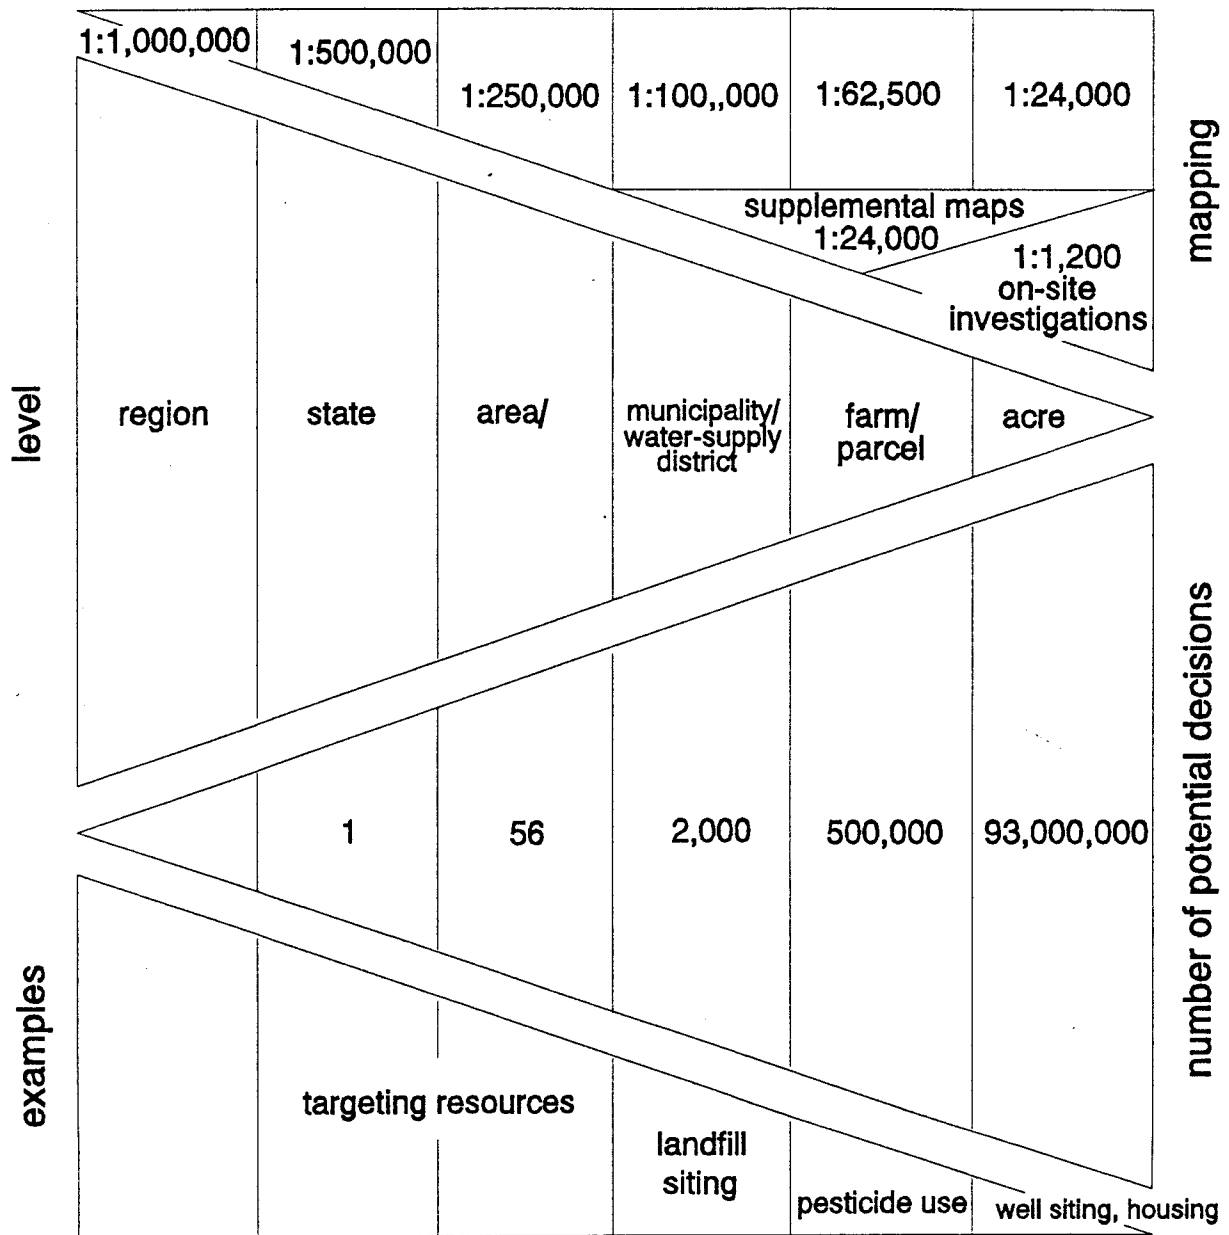 1:1,000,000
1:500,000
1:250,000
1:100,,000
1:62,500
1:24,000
mapping
supplemental maps
1:24,000
1:1,200
on-site
investigations
level
region
state
area/
municipality/
water-supply
district
farm/
parcel
acre
number of potential decisions
1
56
2,000
500,000
93,000,000
examples
targeting resources
landfill
siting
pesticide use
well siting, housing